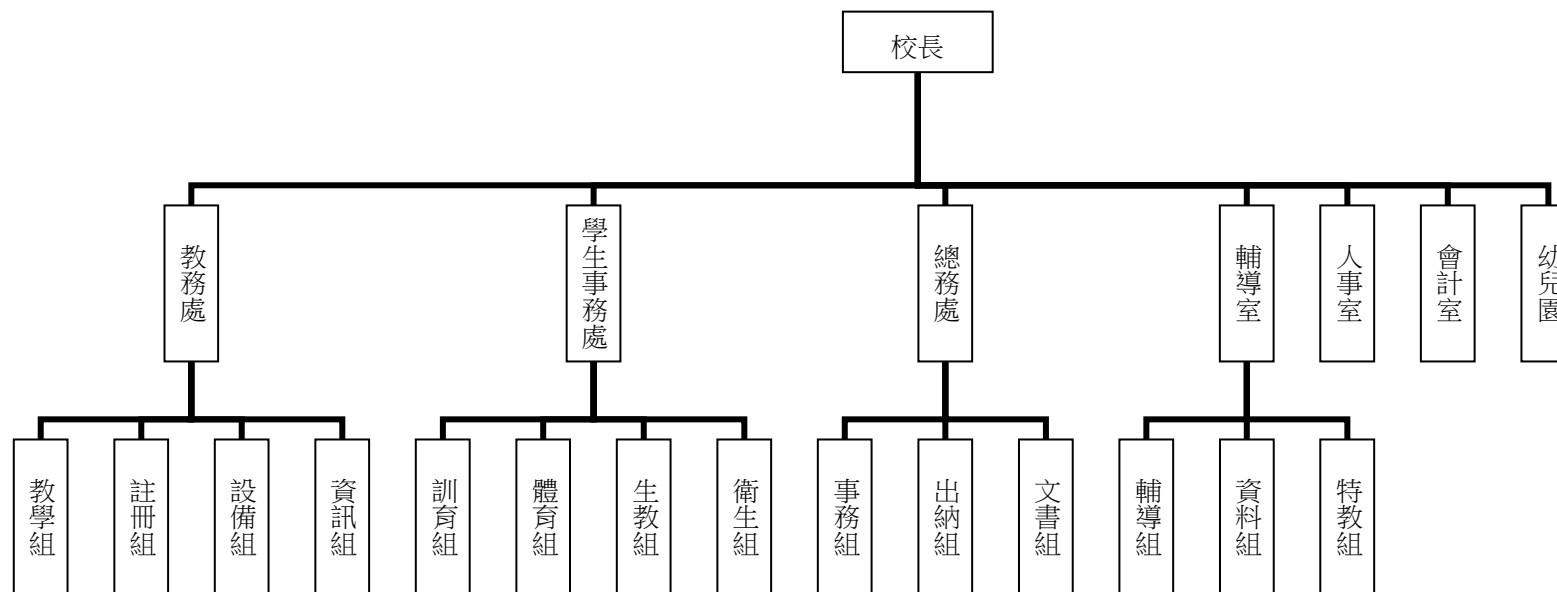 校長
教務處
學生事務處
總務處
輔導室
人事室
會計室
幼兒園
教學組
註冊組
設備組
資訊組
訓育組
體育組
生教組
衛生組
事務組
出納組
文書組
輔導組
資料組
特教組